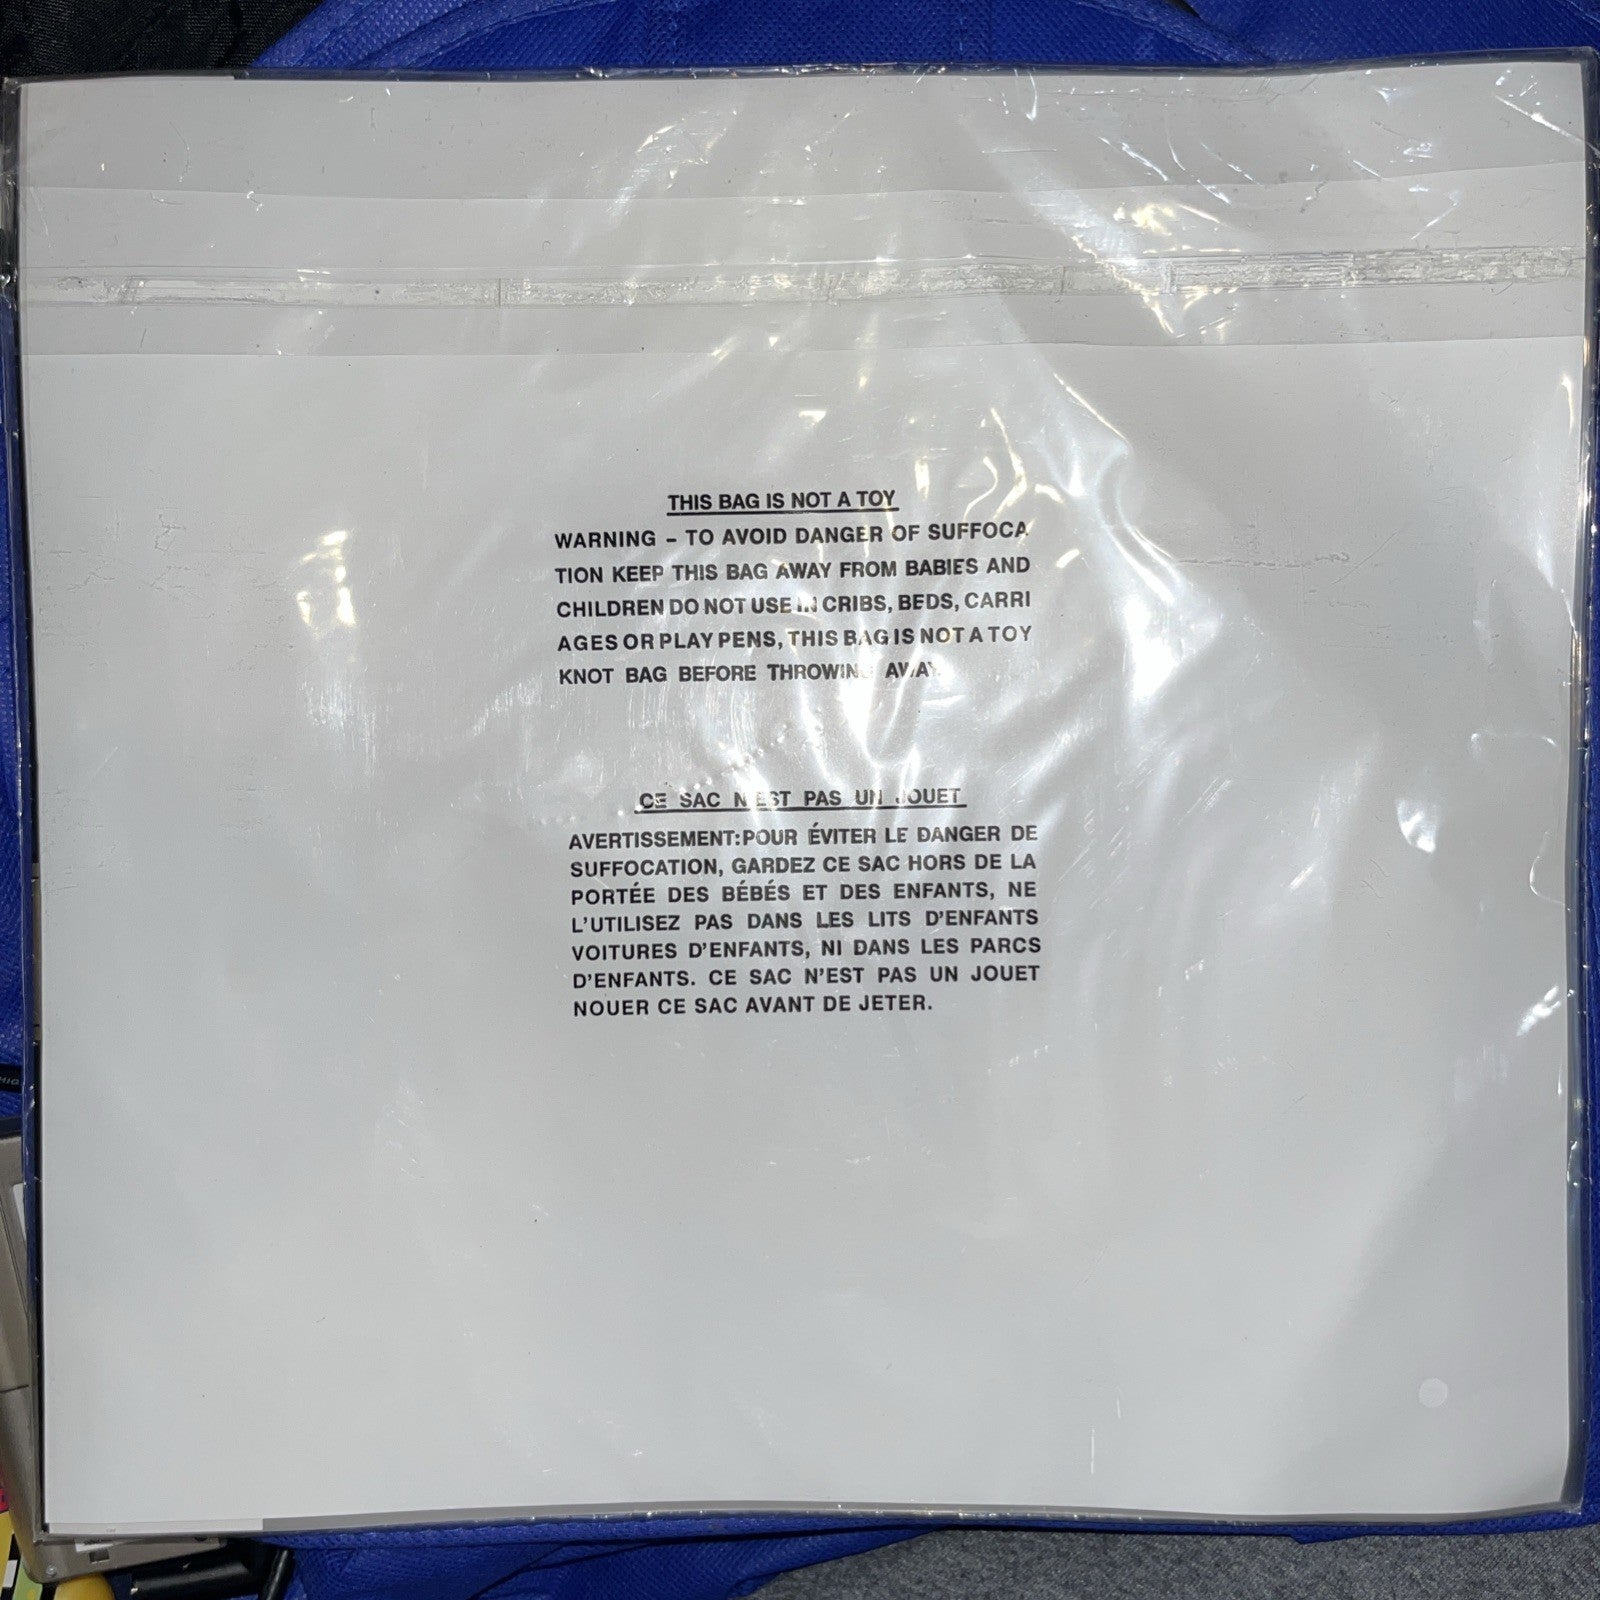 THIS BAG IS NOT A TOY
WARNING – TO AVOID DANGER OF SUFFOCA
TION KEEP THIS BAG AWAY FROM BABIES AND
CHILDREN DO NOT USE IN CRIBS, BEDS, CARRI
AGES OR PLAY PENS, THIS BAG IS NOT A TOY
KNOT BAG BEFORE THROWING AWAY
CE SAC N'EST PAS UN JOUET
AVERTISSEMENT:POUR ÉVITER LE DANGER DE
SUFFOCATION, GARDEZ CE SAC HORS DE LA
PORTÉE DES BÉBÉS ET DES ENFANTS, NE
L'UTILISEZ PAS DANS LES LITS D'ENFANTS
VOITURES D'ENFANTS, NI DANS LES PARCS
D'ENFANTS. CE SAC N'EST PAS UN JOUET
NOUER CE SAC AVANT DE JETER.